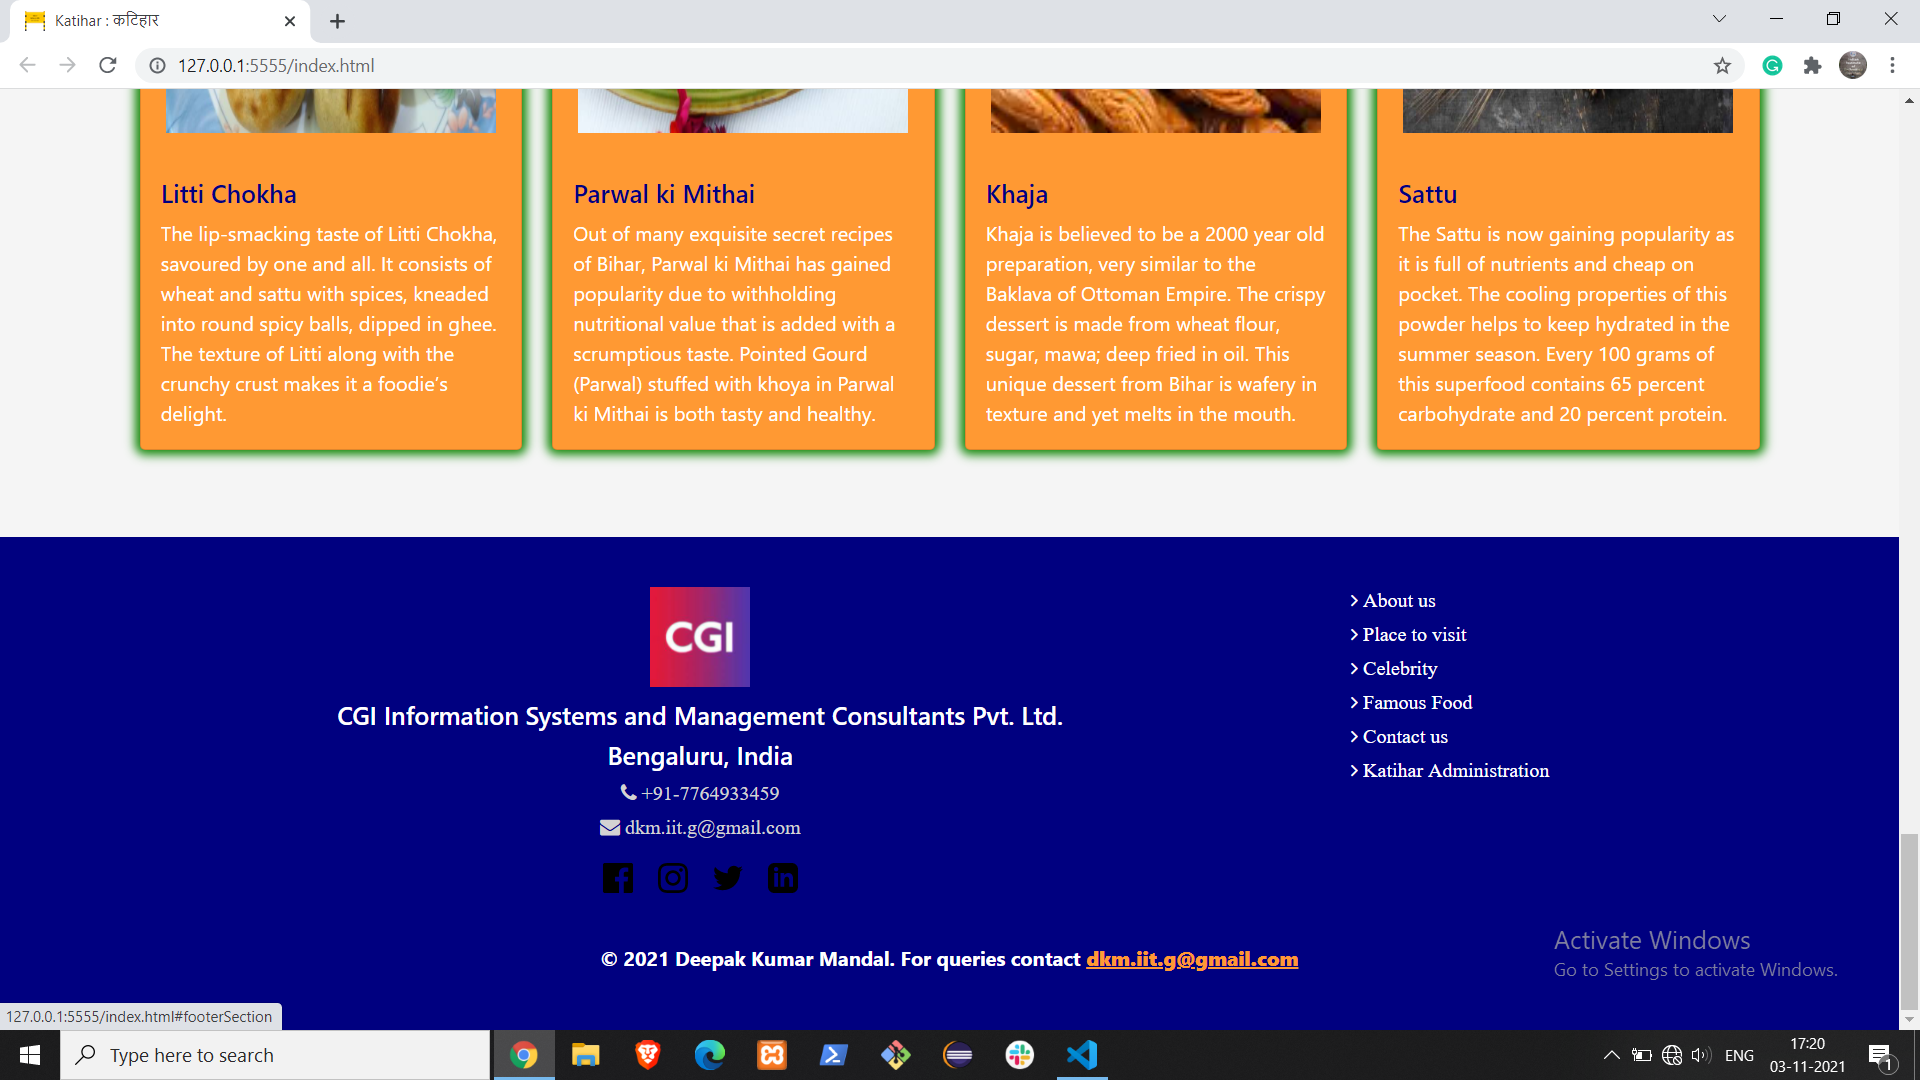 Katihar : कटिहार
127.0.0.1:5555/index.html
Litti Chokha
The lip-smacking taste of Litti Chokha,
savoured by one and all. It consists of
wheat and sattu with spices, kneaded
into round spicy balls, dipped in ghee.
The texture of Litti along with the
crunchy crust makes it a foodie’s
delight.
Parwal ki Mithai
Out of many exquisite secret recipes
of Bihar, Parwal ki Mithai has gained
popularity due to withholding
nutritional value that is added with a
scrumptious taste. Pointed Gourd
(Parwal) stuffed with khoya in Parwal
ki Mithai is both tasty and healthy.
Khaja
Khaja is believed to be a 2000 year old
preparation, very similar to the
Baklava of Ottoman Empire. The crispy
dessert is made from wheat flour,
sugar, mawa; deep fried in oil. This
unique dessert from Bihar is wafery in
texture and yet melts in the mouth.
Sattu
The Sattu is now gaining popularity as
it is full of nutrients and cheap on
pocket. The cooling properties of this
powder helps to keep hydrated in the
summer season. Every 100 grams of
this superfood contains 65 percent
carbohydrate and 20 percent protein.
CGI
CGI Information Systems and Management Consultants Pvt. Ltd.
Bengaluru, India
+91-7764933459
dkm.iit.g@gmail.com
About us
Place to visit
Celebrity
Famous Food
Contact us
Katihar Administration
© 2021 Deepak Kumar Mandal. For queries contact dkm.iit.g@gmail.com
Activate Windows
Go to Settings to activate Windows.
127.0.0.1:5555/index.html#footerSection
Type here to search
ENG
17:20
03-11-2021
1